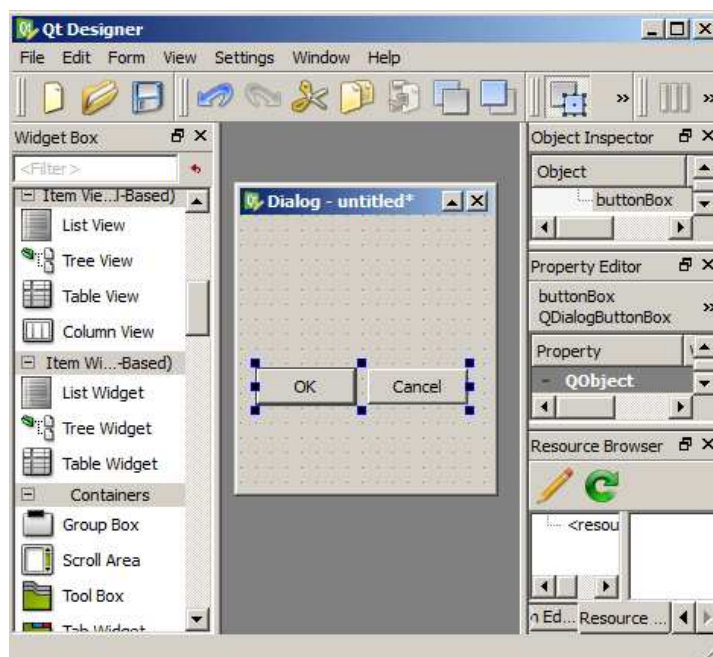 Qt Designer
File Edit Form View Settings Window Help
Widget Box
<Filter>
Item Vie...l-Based)
List View
Tree View
Table View
Column View
Item Wi...-Based)
List Widget
Tree Widget
Table Widget
Containers
Group Box
Scroll Area
Tool Box
Tab Widget
Dialog - untitled*
OK Cancel
Object Inspector
Object
buttonBox
Property Editor
buttonBox
QDialogButtonBox
Property
QObject
Resource Browser
<resou
n Ed... Resource ...